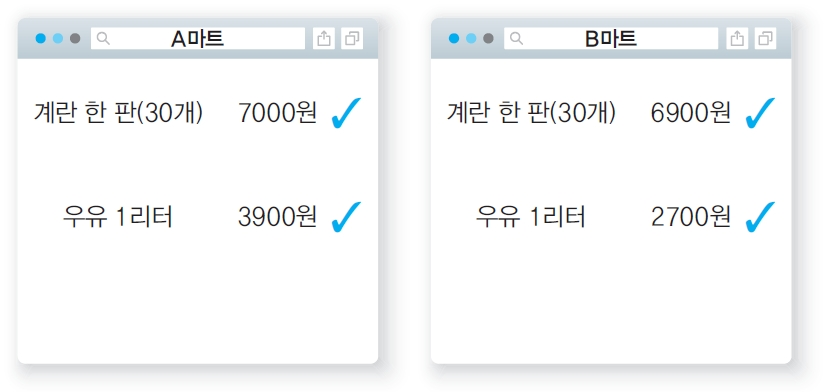 A마트
계란 한 판(30개) 7000원
우유 1리터 3900원
B마트
계란 한 판(30개) 6900원
우유 1리터 2700원